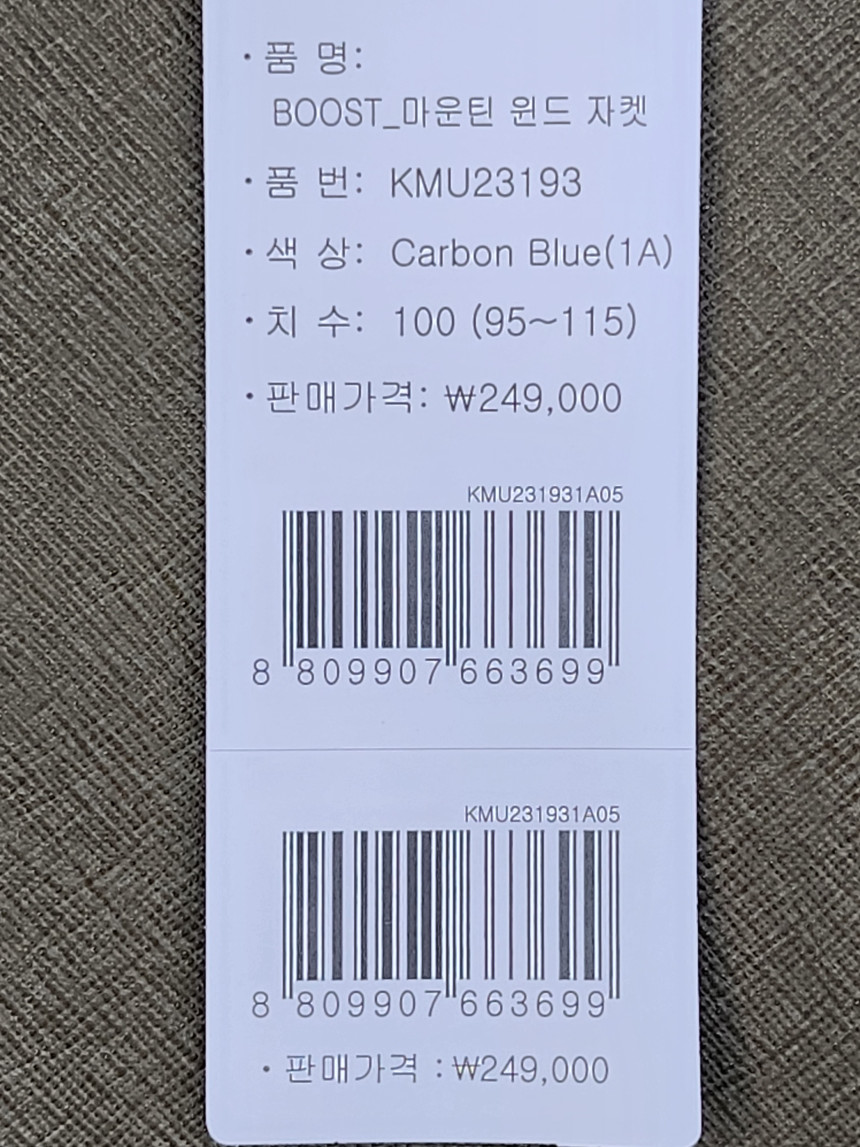 · 품 명:
BOOST_마운틴 윈드 자켓
· 품 번: KMU23193
· 색 상: Carbon Blue(1A)
· 치 수: 100 (95~115)
· 판매가격: ₩249,000
KMU231931A05
8 809907 663699
KMU231931A05
8 809907 663699
· 판매가격 :₩249,000